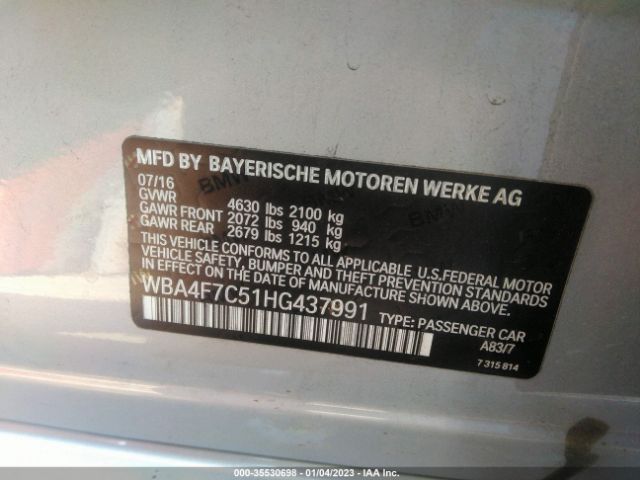 MFD BY BAYERISCHE MOTOREN WERKE AG
07/16
GVWR 4630 lbs 2100 kg
GAWR FRONT 2072 lbs 940 kg
GAWR REAR 2679 lbs 1215 kg
THIS VEHICLE CONFORMS TO ALL APPLICABLE U.S.FEDERAL MOTOR
VEHICLE SAFETY, BUMPER AND THEFT PREVENTION STANDARDS
IN EFFECT ON THE DATE OF MANUFACTURE SHOWN ABOVE.
WBA4F7C51HG437991 TYPE: PASSENGER CAR
A83/7
7 315 814
000-35530698 - 01/04/2023 - IAA Inc.